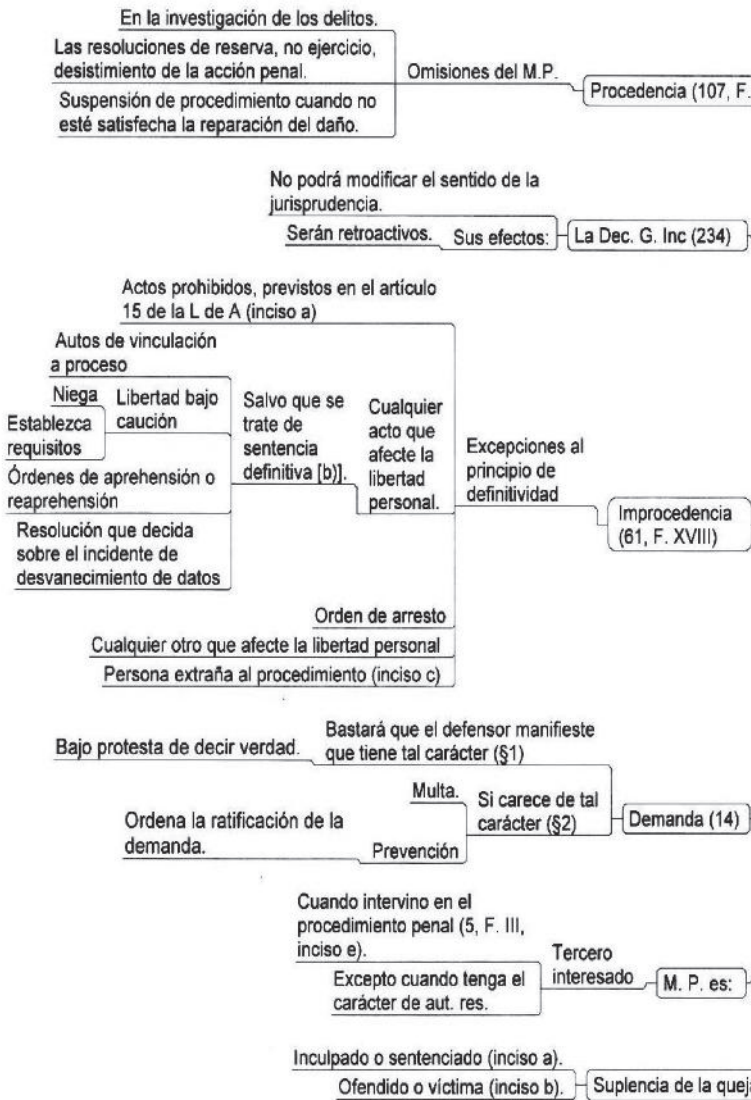 En la investigación de los delitos.
Las resoluciones de reserva, no ejercicio,
desistimiento de la acción penal.
Suspensión de procedimiento cuando no
esté satisfecha la reparación del daño.
Omisiones del M.P.
Procedencia (107, F.
No podrá modificar el sentido de la
jurisprudencia.
Serán retroactivos.
Sus efectos:
La Dec. G. Inc (234)
Actos prohibidos, previstos en el artículo
15 de la L de A (inciso a)
Autos de vinculación
a proceso
Niega
Establezca
requisitos
Libertad bajo
caución
Órdenes de aprehensión o
reaprehensión
Resolución que decida
sobre el incidente de
desvanecimiento de datos
Salvo que se
trate de
sentencia
definitiva [b)].
Cualquier
acto que
afecte la
libertad
personal.
Orden de arresto
Cualquier otro que afecte la libertad personal
Persona extraña al procedimiento (inciso c)
Excepciones al
principio de
definitividad
Improcedencia
(61, F. XVIII)
Bajo protesta de decir verdad.
Bastará que el defensor manifieste
que tiene tal carácter (§1)
Multa.
Ordena la ratificación de la
demanda.
Prevención
Si carece de tal
carácter (§2)
Demanda (14)
Cuando intervino en el
procedimiento penal (5, F. III,
inciso e).
Excepto cuando tenga el
carácter de aut. res.
Tercero
interesado
M. P. es:
Inculpado o sentenciado (inciso a).
Ofendido o víctima (inciso b).
Suplencia de la queja